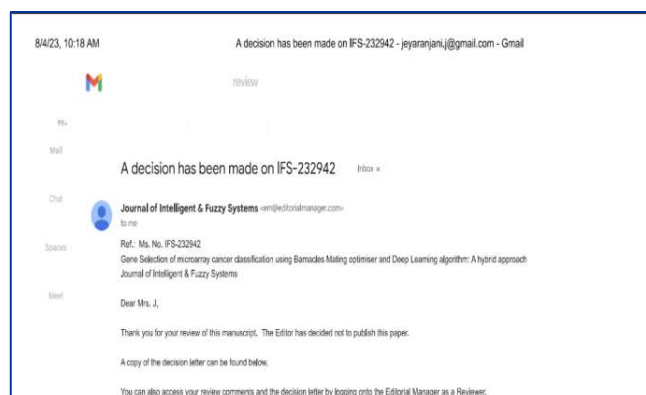 8/4/23, 10:18 AM
A decision has been made on IFS-232942 - jeyaranjani.j@gmail.com - Gmail
review
99+
Mail
A decision has been made on IFS-232942 Inbox ×
Chat
Journal of Intelligent & Fuzzy Systems <em@editorialmanager.com>
to me
Spaces
Ref.: Ms. No. IFS-232942
Gene Selection of microarray cancer classification using Barnacles Mating optimiser and Deep Learning algorithm: A hybrid approach
Journal of Intelligent & Fuzzy Systems
Meet
Dear Mrs. J,
Thank you for your review of this manuscript. The Editor has decided not to publish this paper.
A copy of the decision letter can be found below.
You can also access your review comments and the decision letter by logging onto the Editorial Manager as a Reviewer.